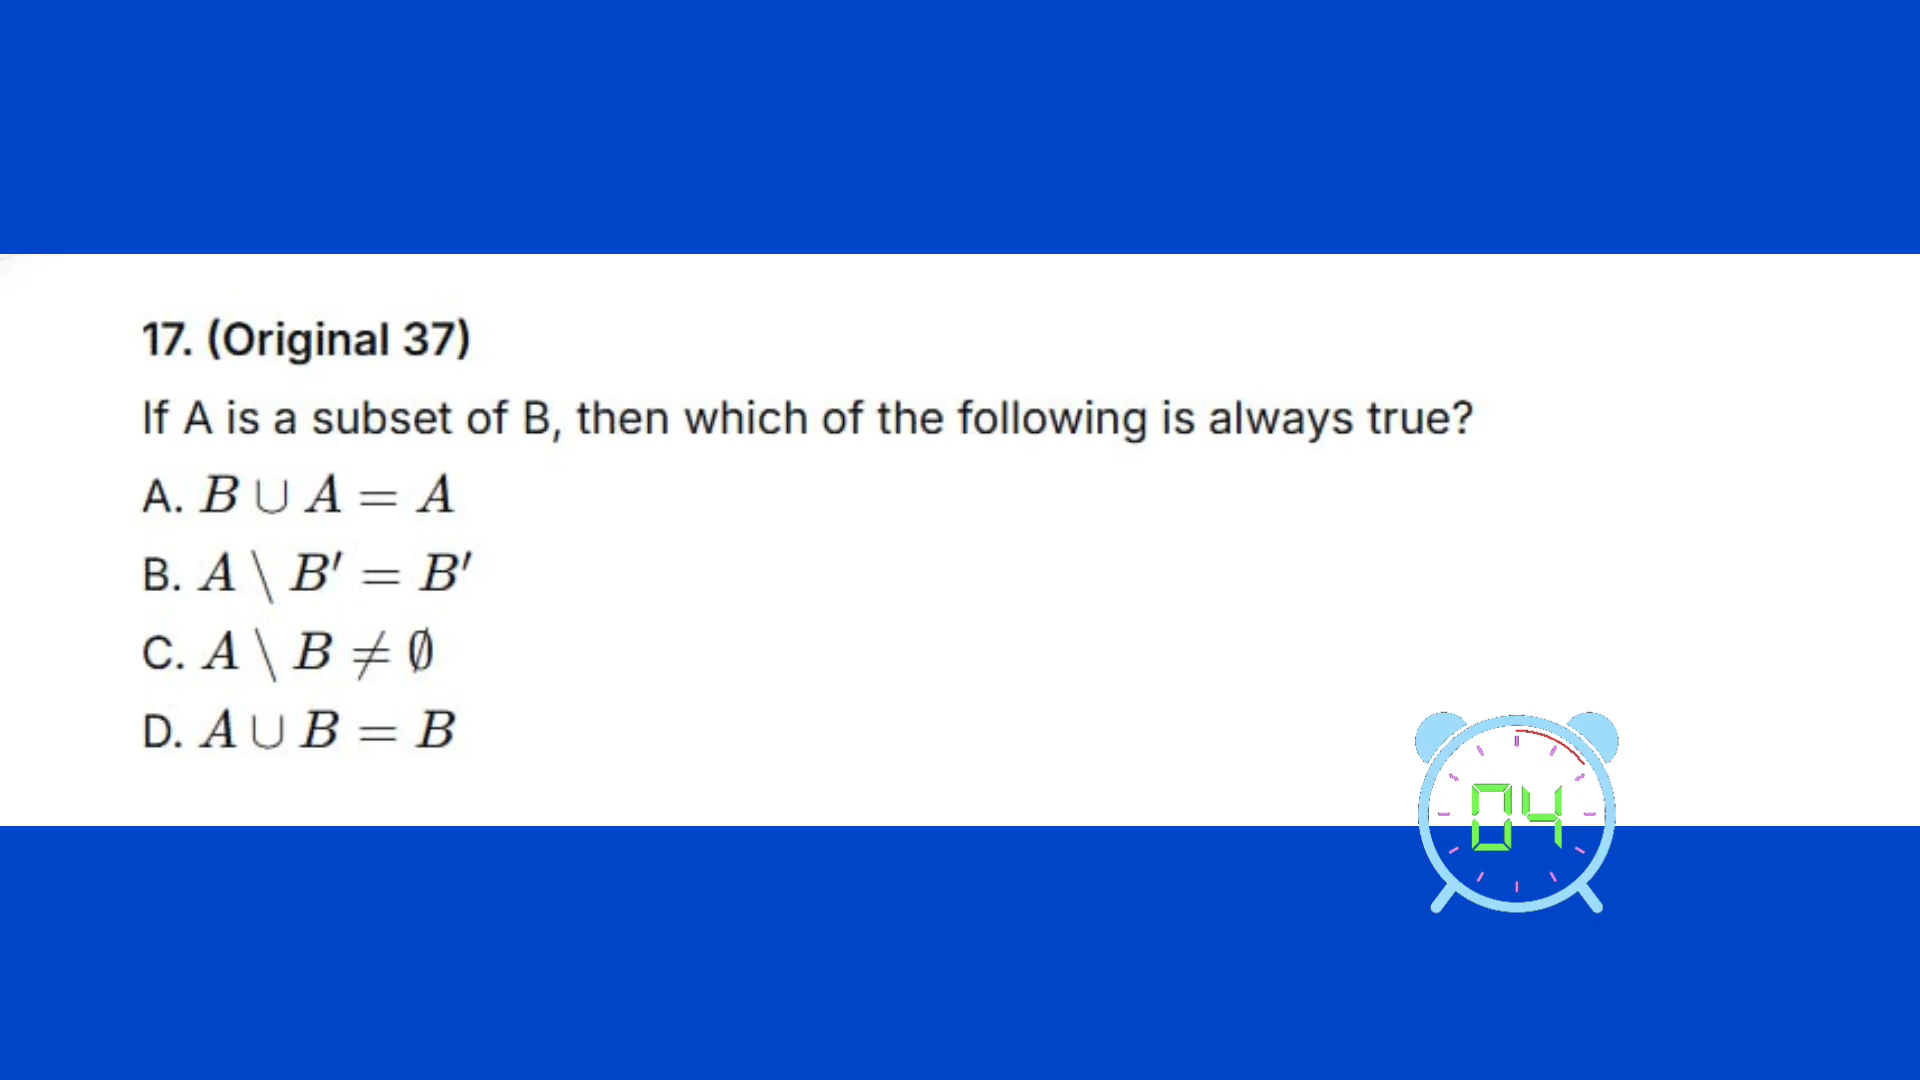 17. (Original 37)
If A is a subset of B, then which of the following is always true?
A. B ∪ A = A
B. A \ B′ = B′
C. A \ B ≠ ∅
D. A ∪ B = B
04